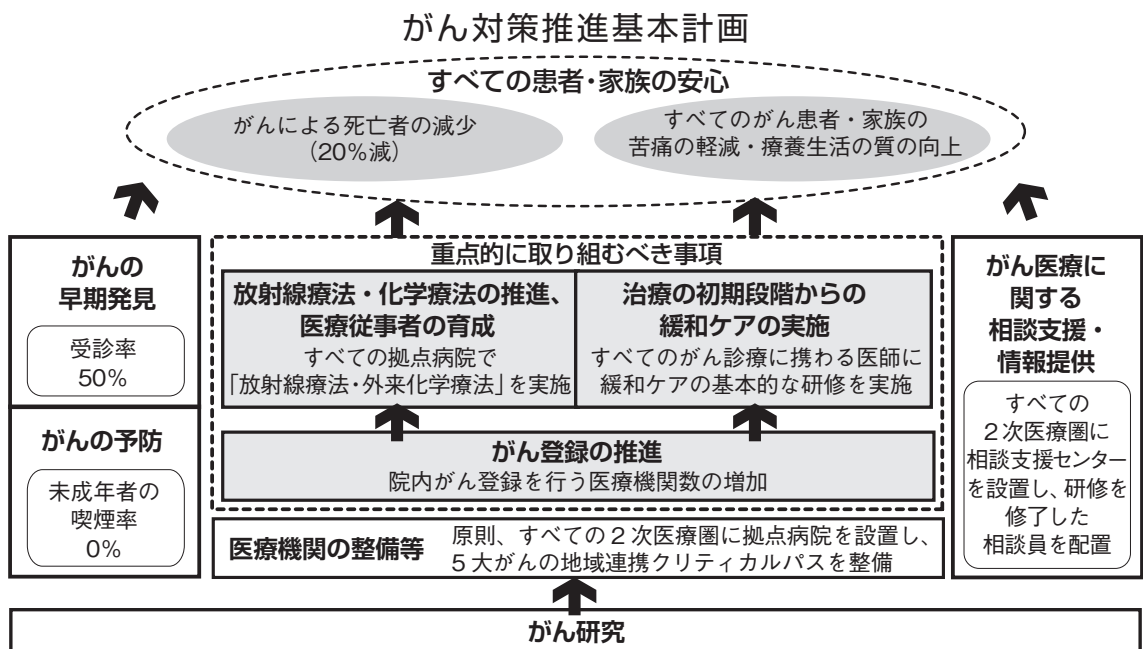 がん対策推進基本計画
すべての患者・家族の安心
がんによる死亡者の減少
（20％減）
すべてのがん患者・家族の
苦痛の軽減・療養生活の質の向上
がんの
早期発見
受診率
50%
がんの予防
未成年者の
喫煙率
0%
重点的に取り組むべき事項
放射線療法・化学療法の推進、
医療従事者の育成
すべての拠点病院で
「放射線療法・外来化学療法」を実施
治療の初期段階からの
緩和ケアの実施
すべてのがん診療に携わる医師に
緩和ケアの基本的な研修を実施
がん登録の推進
院内がん登録を行う医療機関数の増加
医療機関の整備等
原則、すべての2次医療圏に拠点病院を設置し、
5大がんの地域連携クリティカルパスを整備
がん医療に
関する
相談支援・
情報提供
すべての
2次医療圏に
相談支援センター
を設置し、研修を
修了した
相談員を配置
がん研究